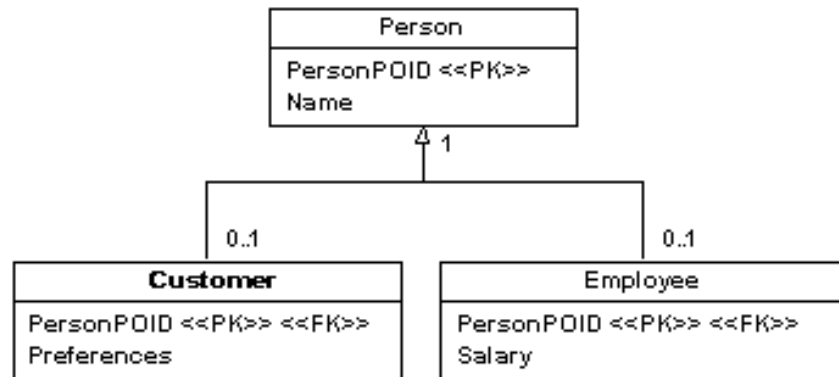 Person
PersonPOID <<PK>>
Name
1
0..1
0..1
Customer
PersonPOID <<PK>> <<FK>>
Preferences
Employee
PersonPOID <<PK>> <<FK>>
Salary